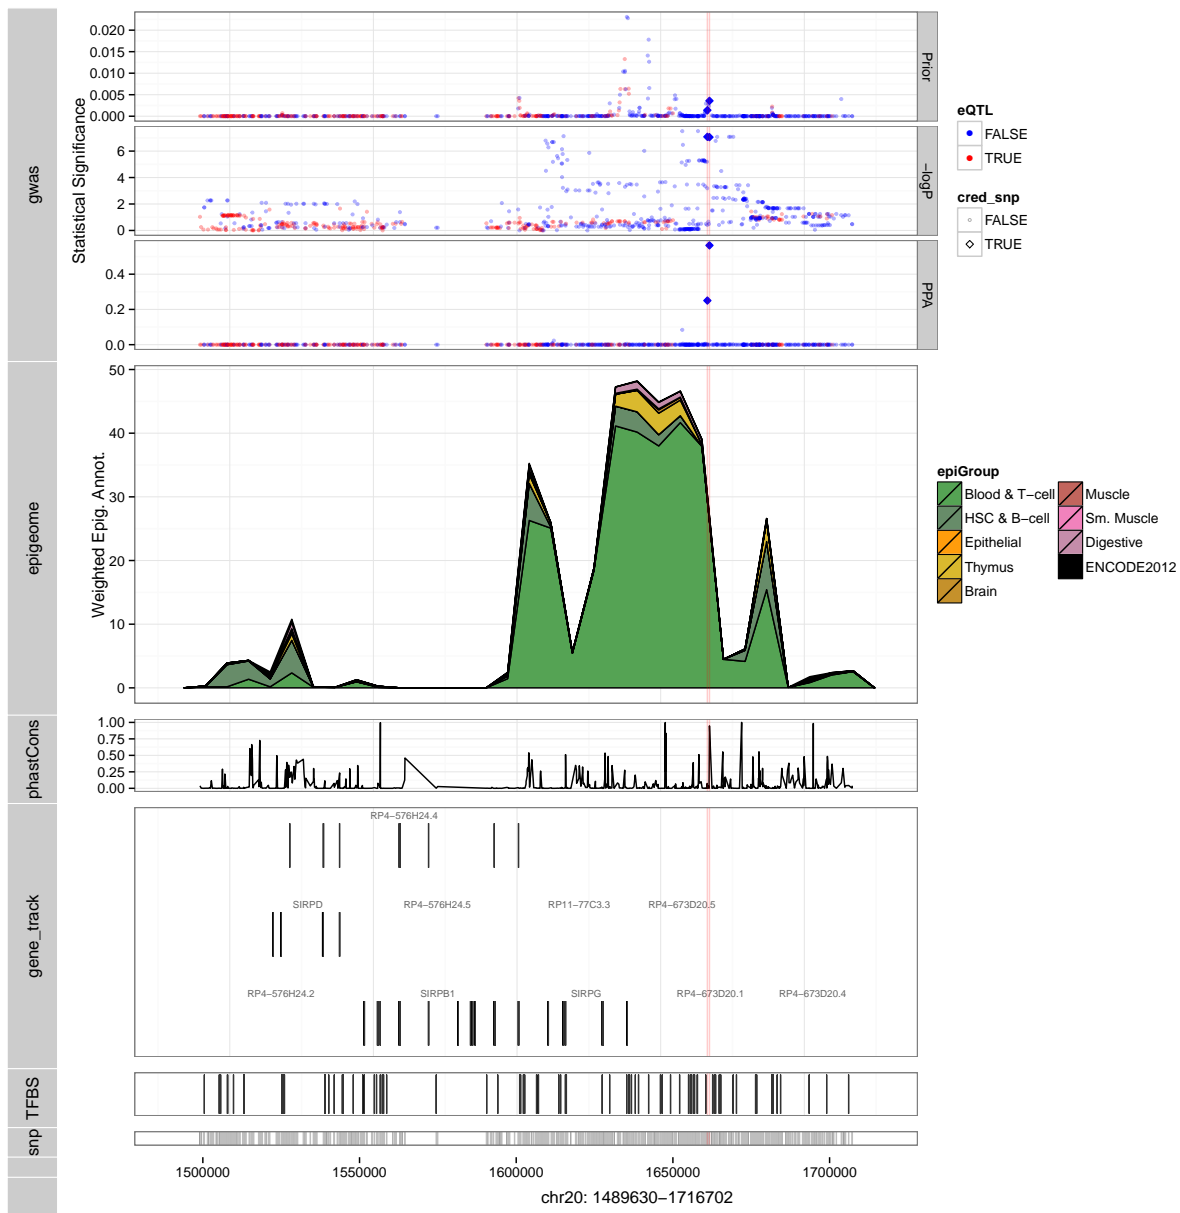 gwas
Statistical Significance
0.020
0.015
0.010
0.005
0.000
Prior
6
4
2
0
−logP
0.4
0.2
0.0
PPA
eQTL
FALSE
TRUE
cred_snp
FALSE
TRUE
epigeome
Weighted Epig. Annot.
50
40
30
20
10
0
epiGroup
Blood & T−cell
HSC & B−cell
Epithelial
Thymus
Brain
Muscle
Sm. Muscle
Digestive
ENCODE2012
phastCons
1.00
0.75
0.50
0.25
0.00
gene_track
RP4−576H24.4
SIRPD
RP4−576H24.5
RP11−77C3.3
RP4−673D20.5
RP4−576H24.2
SIRPB1
SIRPG
RP4−673D20.1
RP4−673D20.4
TFBS
snp
1500000
1550000
1600000
1650000
1700000
chr20: 1489630−1716702